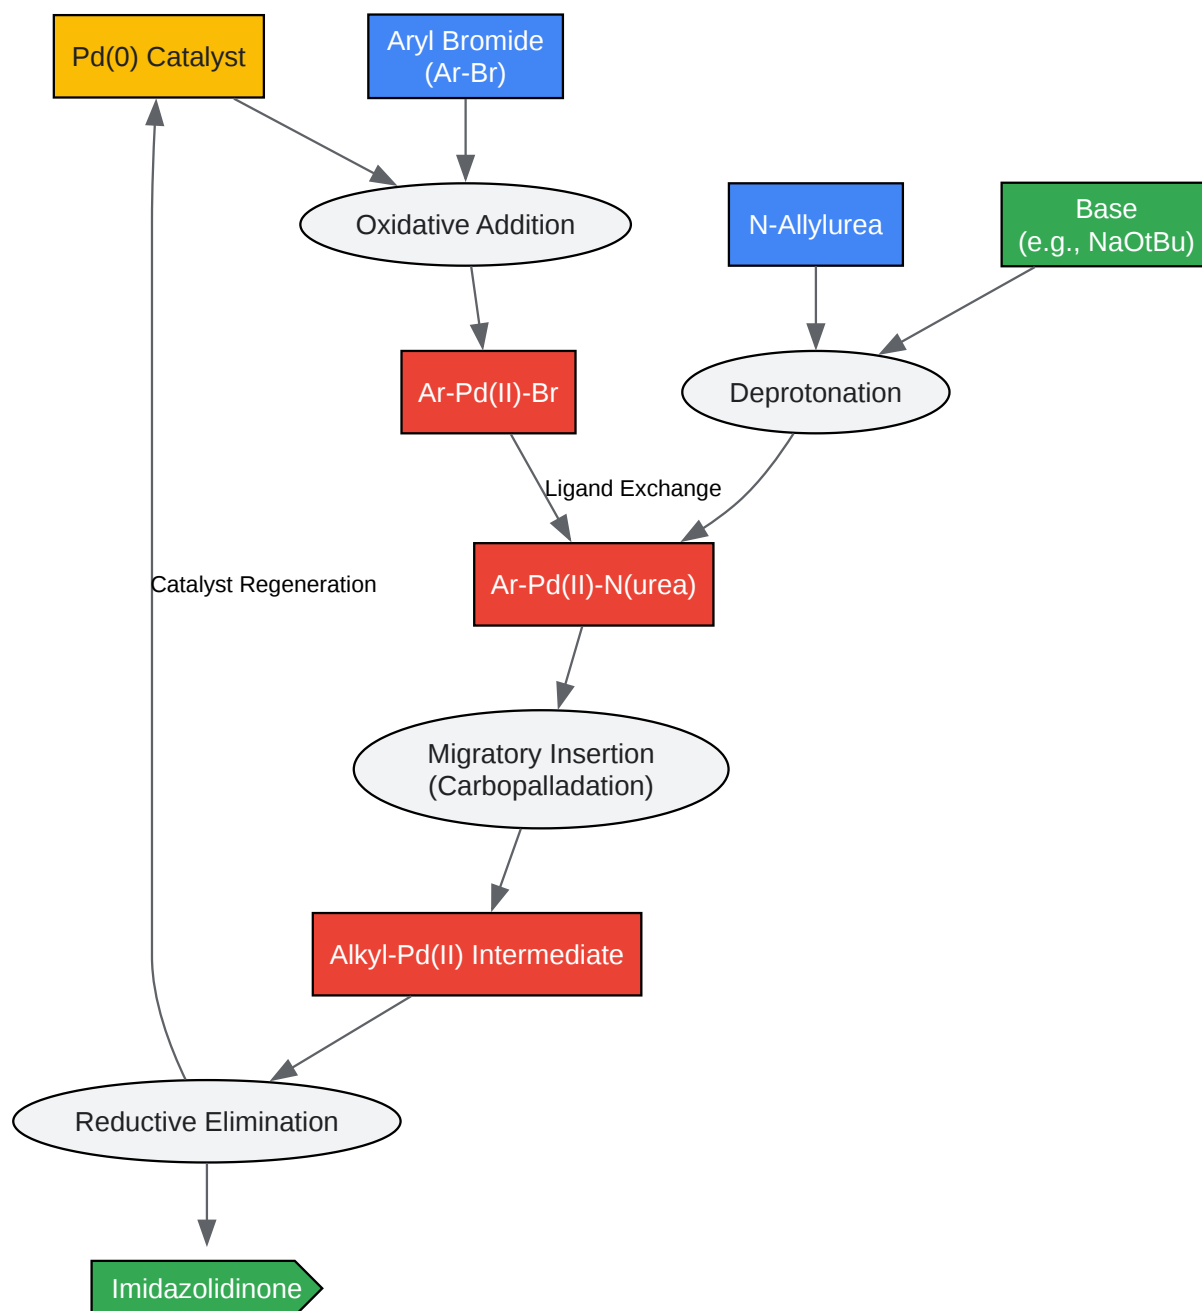 Pd(0) Catalyst
Aryl Bromide
(Ar-Br)
Oxidative Addition
N-Allylurea
Base
(e.g., NaOtBu)
Ar-Pd(II)-Br
Deprotonation
Ligand Exchange
Ar-Pd(II)-N(urea)
Catalyst Regeneration
Migratory Insertion
(Carbopalladation)
Alkyl-Pd(II) Intermediate
Reductive Elimination
Imidazolidinone